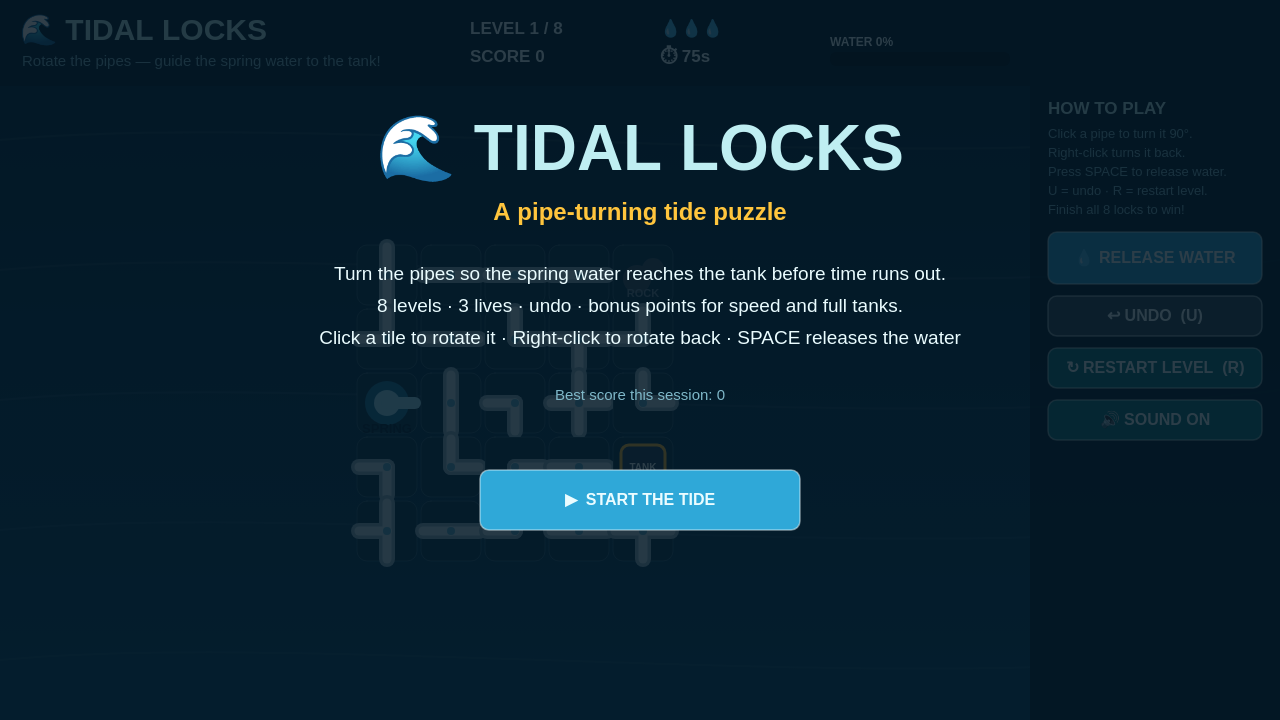 🌊 TIDAL LOCKS
Rotate the pipes — guide the spring water to the tank!
LEVEL 1 / 8
SCORE 0
💧💧💧
⏱ 75s
WATER 0%
🌊 TIDAL LOCKS
A pipe-turning tide puzzle
Turn the pipes so the spring water reaches the tank before time runs out.
8 levels · 3 lives · undo · bonus points for speed and full tanks.
Click a tile to rotate it · Right-click to rotate back · SPACE releases the water
Best score this session: 0
▶ START THE TIDE
ROCK
TANK
HOW TO PLAY
Click a pipe to turn it 90°.
Right-click turns it back.
Press SPACE to release water.
U = undo · R = restart level.
Finish all 8 locks to win!
💧 RELEASE WATER
↩ UNDO (U)
↻ RESTART LEVEL (R)
🔊 SOUND ON